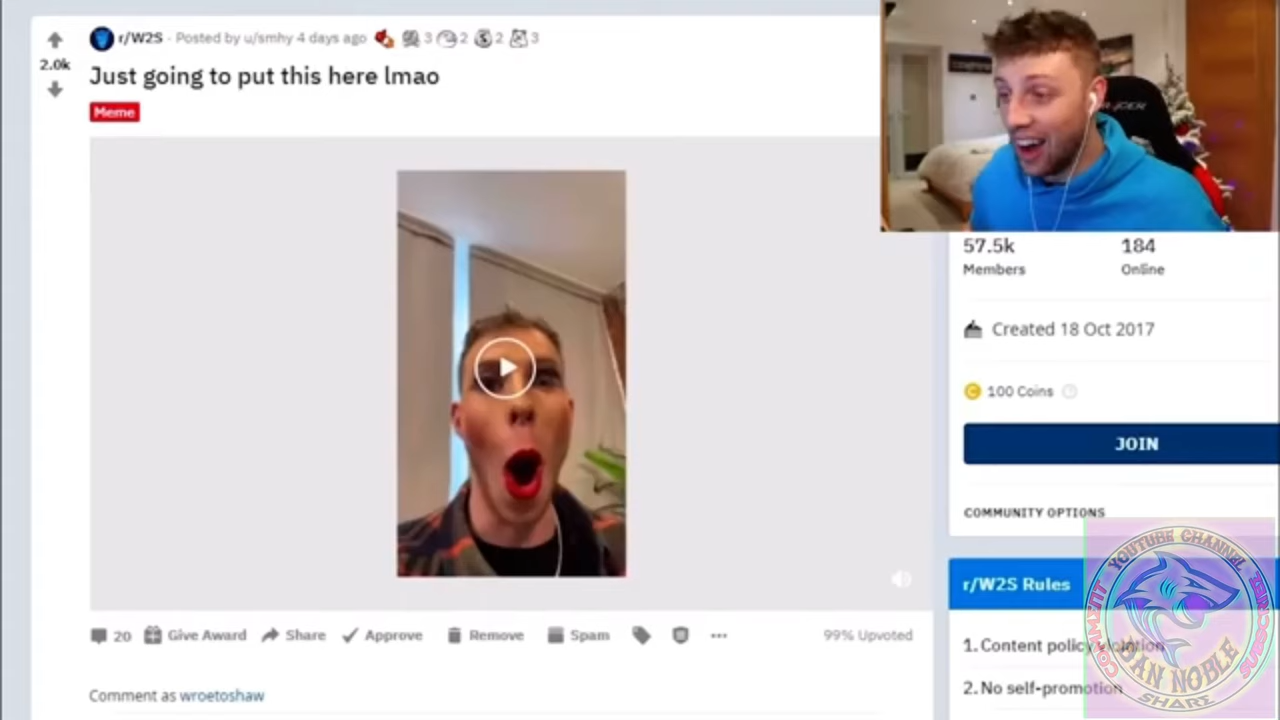 r/W2S · Posted by u/smhy 4 days ago 3 2 2 3
2.0k
Just going to put this here lmao
Meme
57.5k 184
Members Online
Created 18 Oct 2017
100 Coins
JOIN
COMMUNITY OPTIONS
r/W2S Rules
1. Content policy violation
2. No self-promotion
20 Give Award Share Approve Remove Spam 99% Upvoted
Comment as wroetoshaw
YOUTUBE CHANNEL
COMMENT
SUBSCRIBE
DAN NOBLE
SHARE